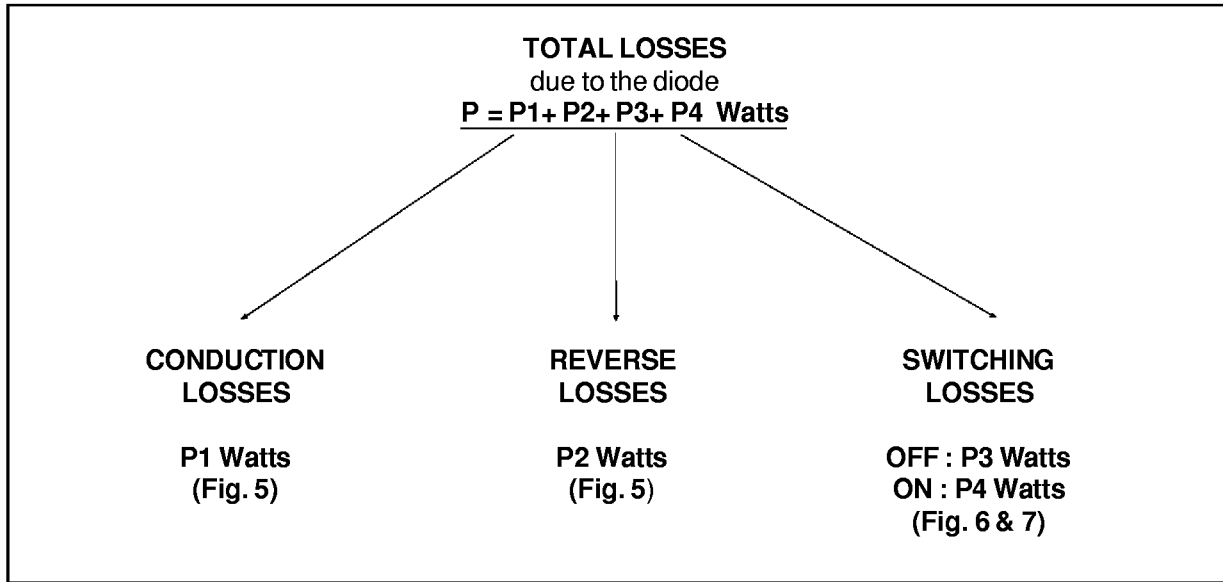 TOTAL LOSSES
due to the diode
P = P1+ P2+ P3+ P4 Watts
CONDUCTION
LOSSES
P1 Watts
(Fig. 5)
REVERSE
LOSSES
P2 Watts
(Fig. 5)
SWITCHING
LOSSES
OFF : P3 Watts
ON : P4 Watts
(Fig. 6 & 7)